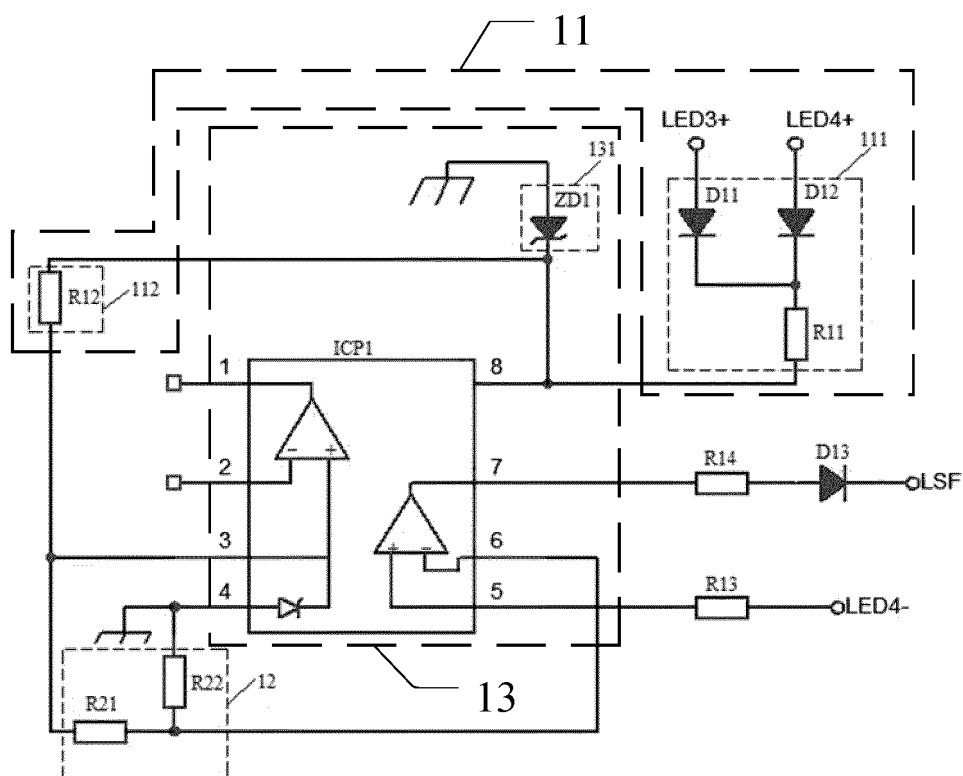 11
LED3+
LED4+
111
131
D11
D12
ZD1
R12
112
R11
ICP1
1
8
- +
2
7
R14
D13
LSF
3
6
+ -
4
5
R13
LED4-
R22
12
13
R21